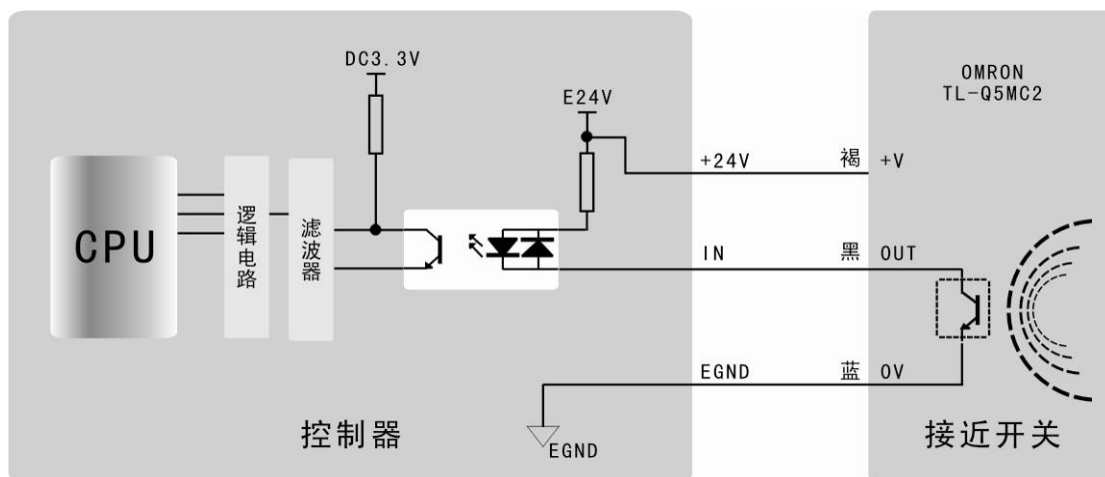 DC3.3V
E24V
OMRON
TL-Q5MC2
CPU
逻辑电路
滤波器
+24V
褐
+V
IN
黑
OUT
EGND
蓝
0V
EGND
控制器
接近开关